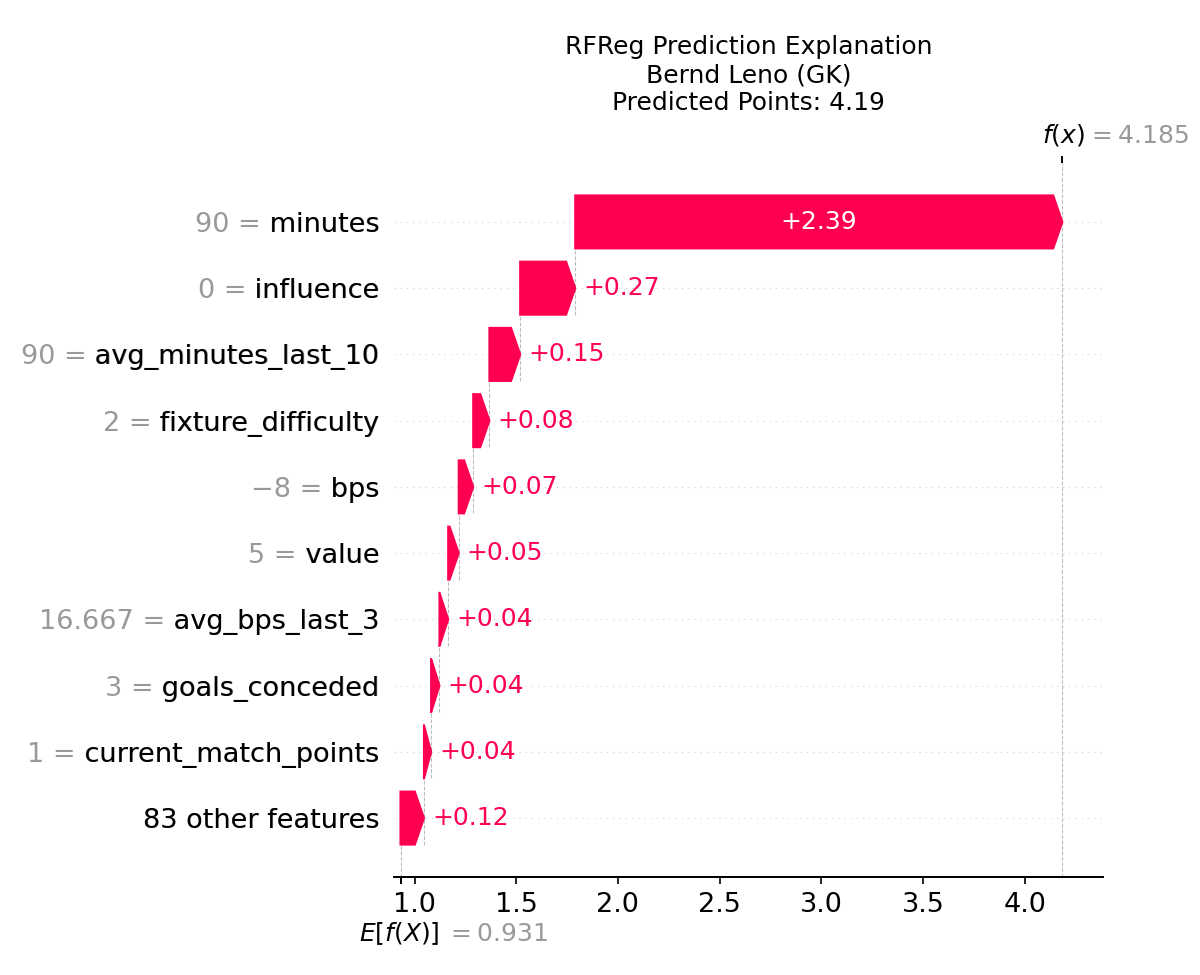 RFReg Prediction Explanation
Bernd Leno (GK)
Predicted Points: 4.19
f(x) = 4.185
90 = minutes +2.39
0 = influence +0.27
90 = avg_minutes_last_10 +0.15
2 = fixture_difficulty +0.08
−8 = bps +0.07
5 = value +0.05
16.667 = avg_bps_last_3 +0.04
3 = goals_conceded +0.04
1 = current_match_points +0.04
83 other features +0.12
1.0 1.5 2.0 2.5 3.0 3.5 4.0
E[f(X)] = 0.931